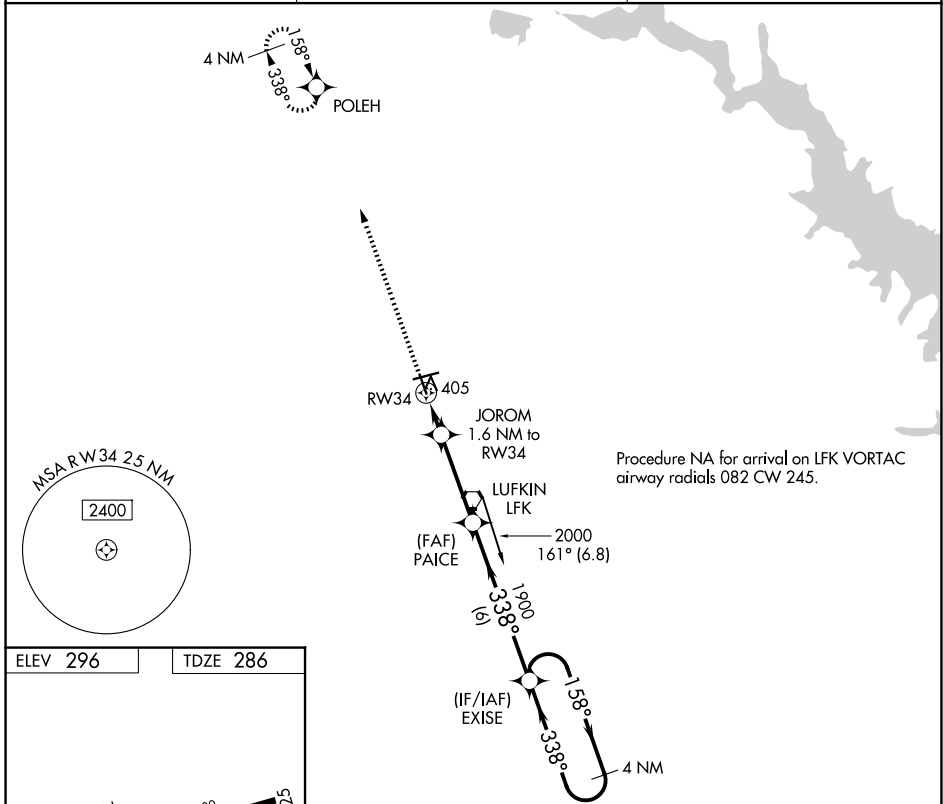 158°
4 NM
338°
POLEH
405
RW34
JOROM
1.6 NM to
RW34
Procedure NA for arrival on LFK VORTAC
airway radials 082 CW 245.
MSA RW34 25 NM
2400
LUFKIN
LFK
(FAF)
PAICE
2000
161° (6.8)
1900
338°
(6)
ELEV 296
TDZE 286
(IF/IAF)
EXISE
158°
338°
4 NM
25